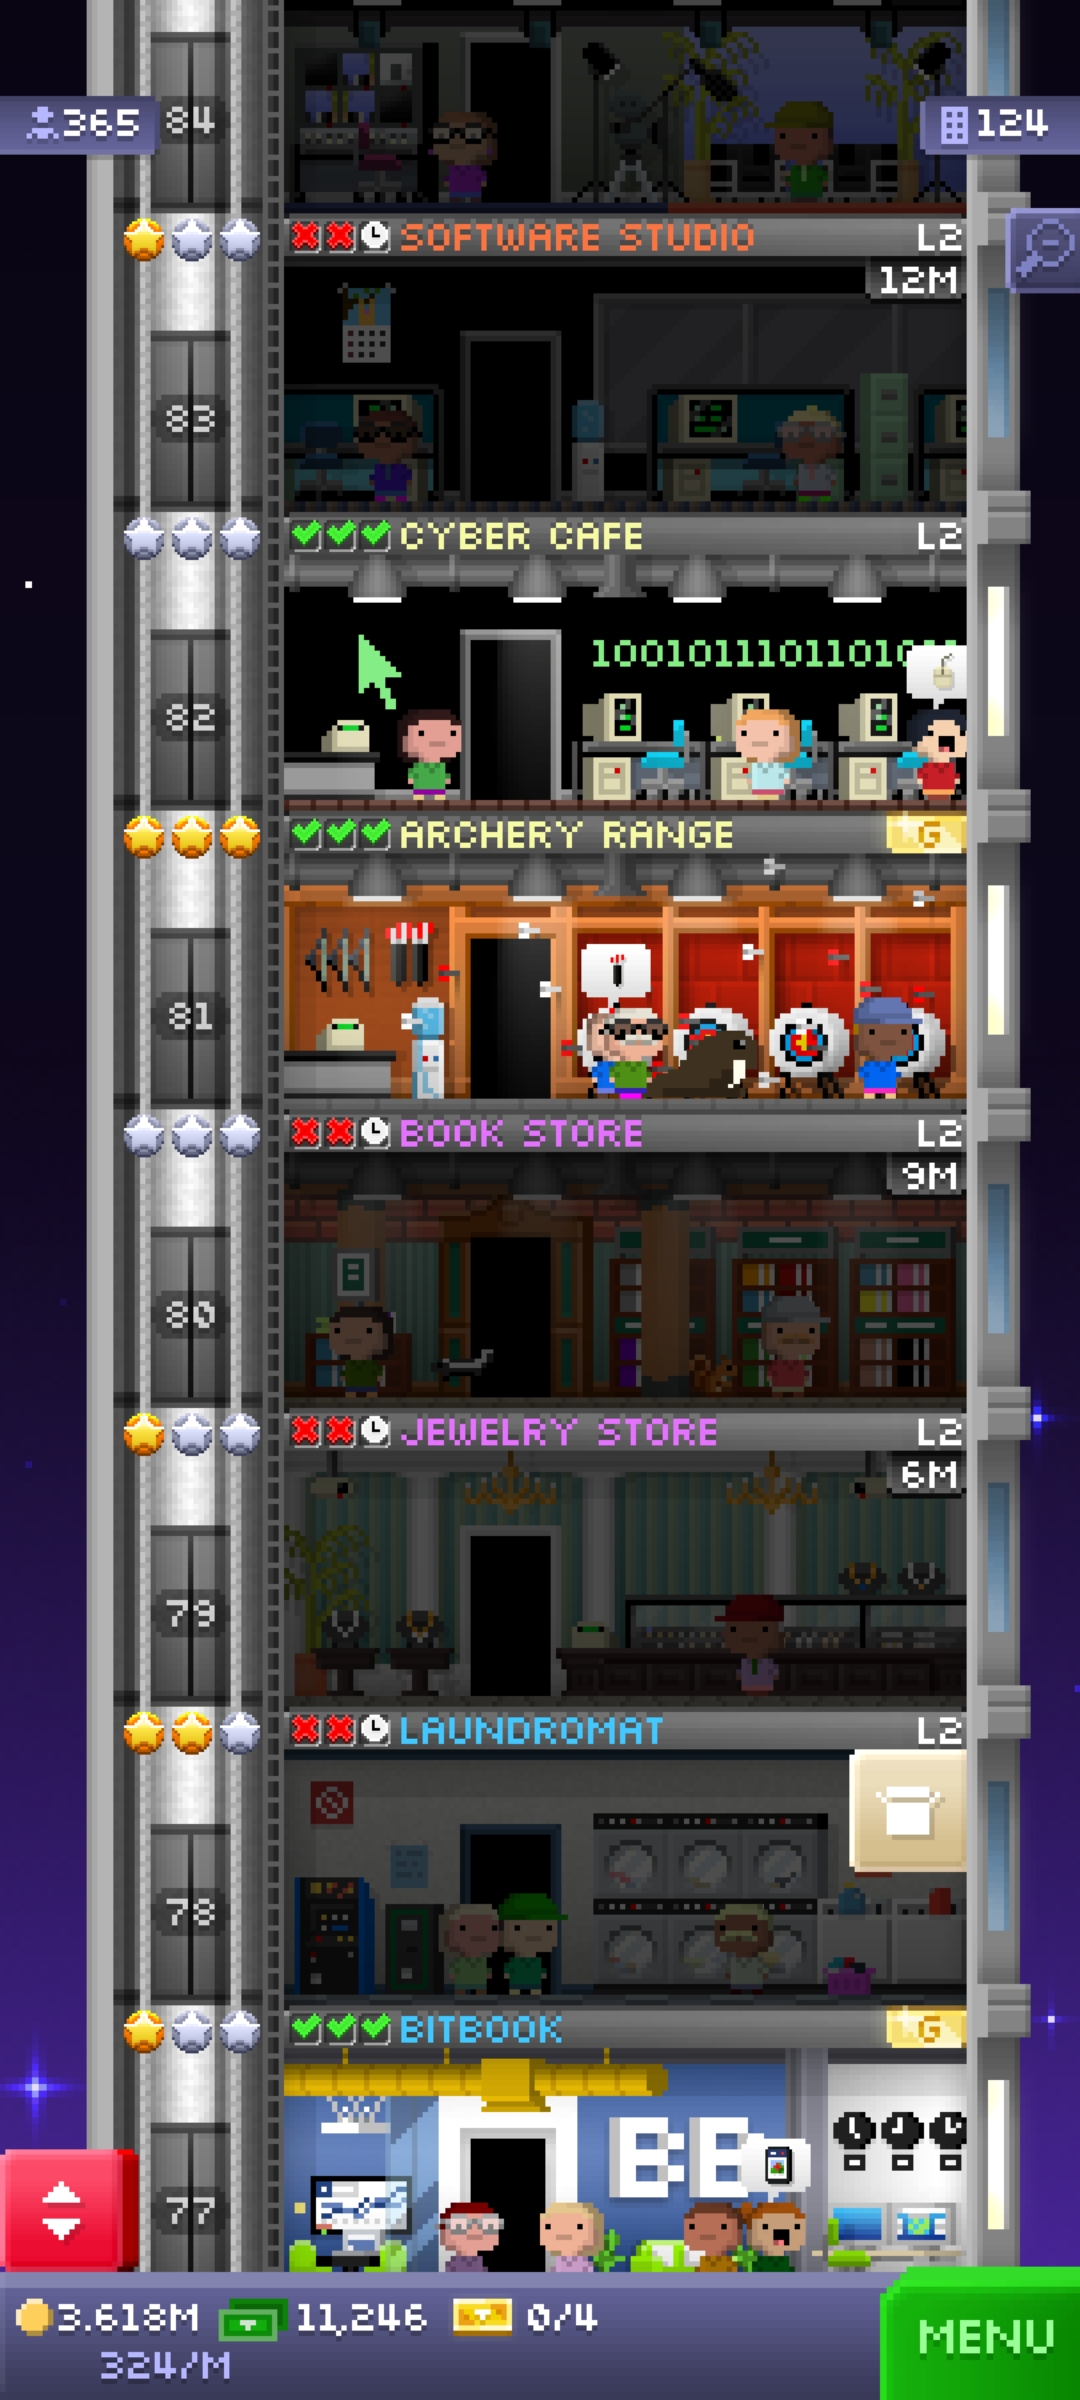 365
84
124
SOFTWARE STUDIO
L2
12M
83
CYBER CAFE
L2
10010111011010
82
ARCHERY RANGE
G
81
BOOK STORE
L2
9M
80
JEWELRY STORE
L2
6M
79
LAUNDROMAT
L2
78
BITBOOK
G
BB
77
3.618M
11,246
0/4
324/M
MENU